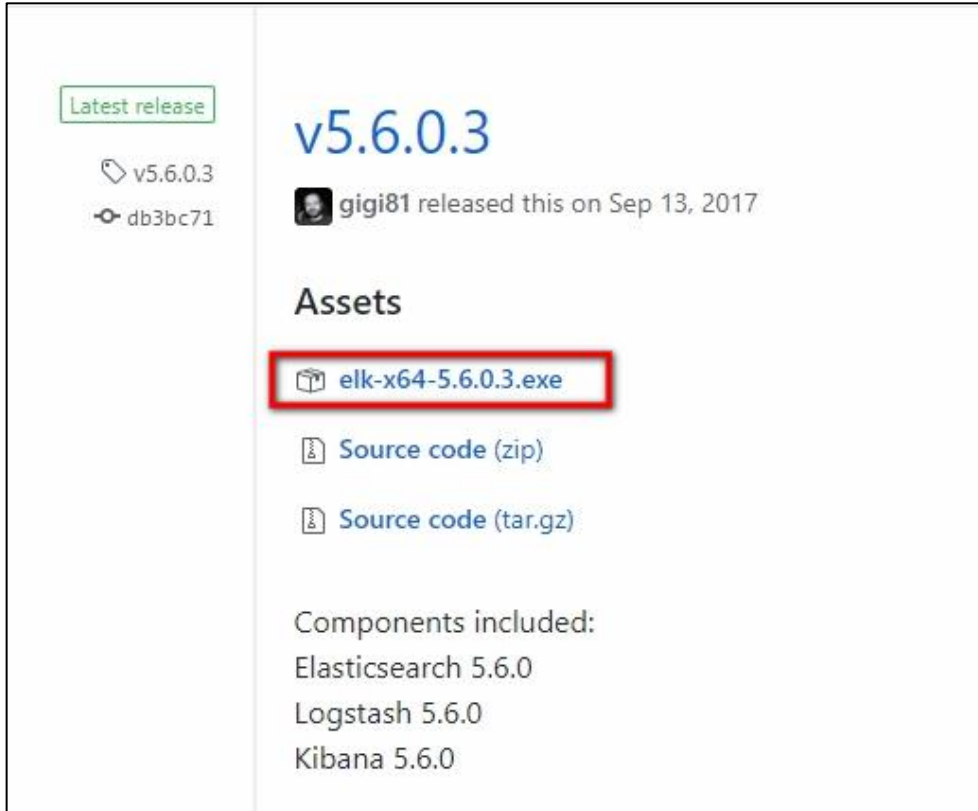 Latest release
v5.6.0.3
db3bc71
v5.6.0.3
gigi81 released this on Sep 13, 2017
Assets
elk-x64-5.6.0.3.exe
Source code (zip)
Source code (tar.gz)
Components included:
Elasticsearch 5.6.0
Logstash 5.6.0
Kibana 5.6.0